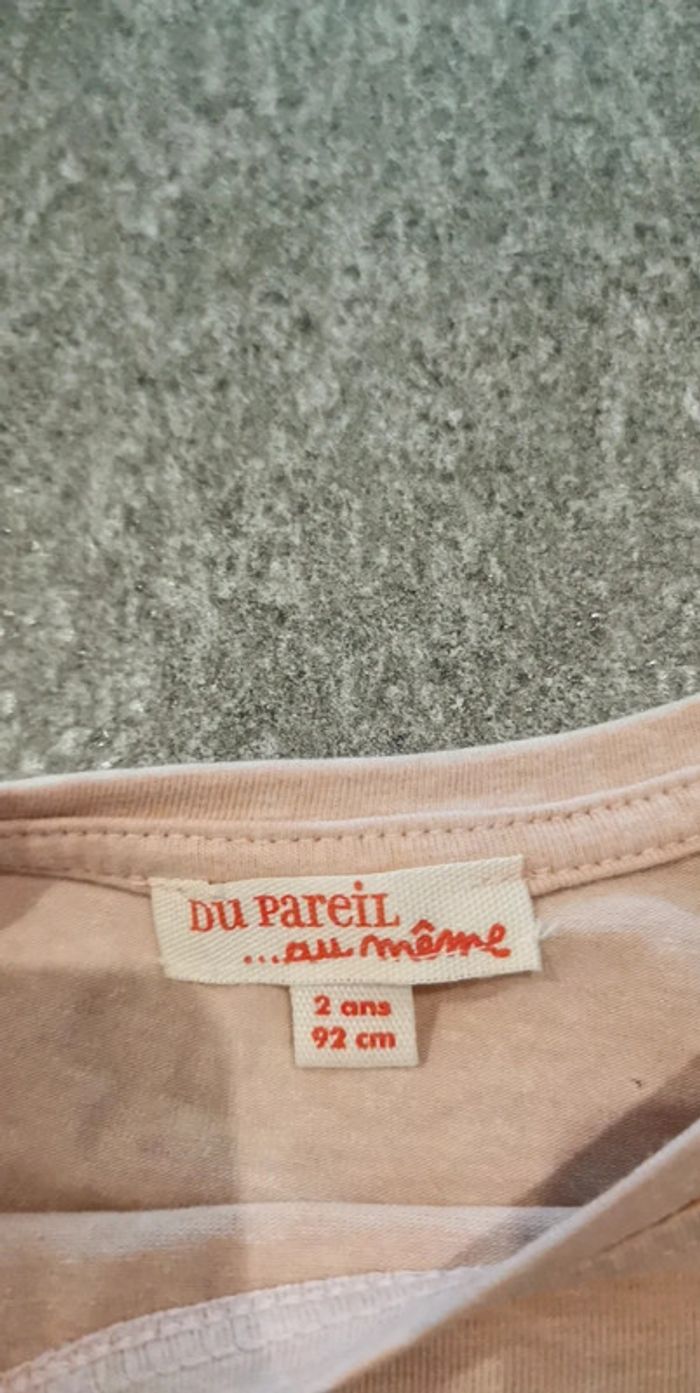 DU PAREIL
...au même
2 ans
92 cm